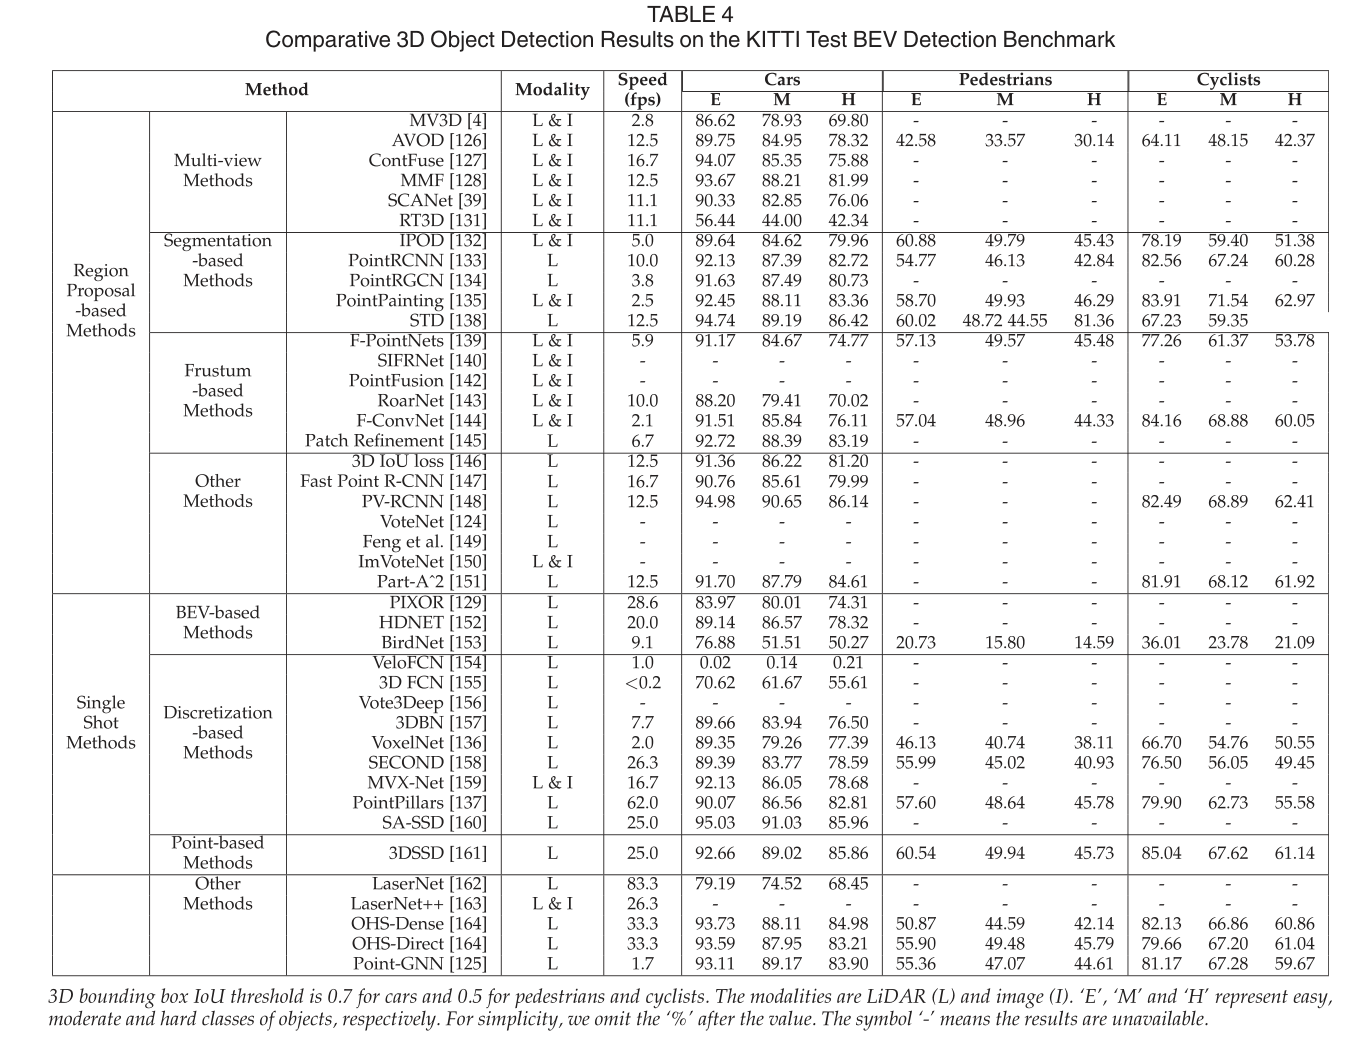 TABLE 4
Comparative 3D Object Detection Results on the KITTI Test BEV Detection Benchmark
Method Modality Speed (fps) Cars Pedestrians Cyclists
E M H E M H E M H
Region Proposal -based Methods
Multi-view Methods
MV3D [4] L & I 2.8 86.62 78.93 69.80 - - - - - -
AVOD [126] L & I 12.5 89.75 84.95 78.32 42.58 33.57 30.14 64.11 48.15 42.37
ContFuse [127] L & I 16.7 94.07 85.35 75.88 - - - - - -
MMF [128] L & I 12.5 93.67 88.21 81.99 - - - - - -
SCANet [39] L & I 11.1 90.33 82.85 76.06 - - - - - -
RT3D [131] L & I 11.1 56.44 44.00 42.34 - - - - - -
Segmentation -based Methods
IPOD [132] L & I 5.0 89.64 84.62 79.96 60.88 49.79 45.43 78.19 59.40 51.38
PointRCNN [133] L 10.0 92.13 87.39 82.72 54.77 46.13 42.84 82.56 67.24 60.28
PointRGCN [134] L 3.8 91.63 87.49 80.73 - - - - - -
PointPainting [135] L & I 2.5 92.45 88.11 83.36 58.70 49.93 46.29 83.91 71.54 62.97
STD [138] L 12.5 94.74 89.19 86.42 60.02 48.72 44.55 81.36 67.23 59.35
Frustum -based Methods
F-PointNets [139] L & I 5.9 91.17 84.67 74.77 57.13 49.57 45.48 77.26 61.37 53.78
SIFRNet [140] L & I - - - - - - - - - -
PointFusion [142] L & I - - - - - - - - - -
RoarNet [143] L & I 10.0 88.20 79.41 70.02 - - - - - -
F-ConvNet [144] L & I 2.1 91.51 85.84 76.11 57.04 48.96 44.33 84.16 68.88 60.05
Patch Refinement [145] L 6.7 92.72 88.39 83.19 - - - - - -
Other Methods
3D IoU loss [146] L 12.5 91.36 86.22 81.20 - - - - - -
Fast Point R-CNN [147] L 16.7 90.76 85.61 79.99 - - - - - -
PV-RCNN [148] L 12.5 94.98 90.65 86.14 - - - 82.49 68.89 62.41
VoteNet [124] L - - - - - - - - - -
Feng et al. [149] L - - - - - - - - - -
ImVoteNet [150] L & I - - - - - - - - - -
Part-A^2 [151] L 12.5 91.70 87.79 84.61 - - - 81.91 68.12 61.92
Single Shot Methods
BEV-based Methods
PIXOR [129] L 28.6 83.97 80.01 74.31 - - - - - -
HDNET [152] L 20.0 89.14 86.57 78.32 - - - - - -
BirdNet [153] L 9.1 76.88 51.51 50.27 20.73 15.80 14.59 36.01 23.78 21.09
Discretization -based Methods
VeloFCN [154] L 1.0 0.02 0.14 0.21 - - - - - -
3D FCN [155] L <0.2 70.62 61.67 55.61 - - - - - -
Vote3Deep [156] L - - - - - - - - - -
3DBN [157] L 7.7 89.66 83.94 76.50 - - - - - -
VoxelNet [136] L 2.0 89.35 79.26 77.39 46.13 40.74 38.11 66.70 54.76 50.55
SECOND [158] L 26.3 89.39 83.77 78.59 55.99 45.02 40.93 76.50 56.05 49.45
MVX-Net [159] L & I 16.7 92.13 86.05 78.68 - - - - - -
PointPillars [137] L 62.0 90.07 86.56 82.81 57.60 48.64 45.78 79.90 62.73 55.58
SA-SSD [160] L 25.0 95.03 91.03 85.96 - - - - - -
Point-based Methods
3DSSD [161] L 25.0 92.66 89.02 85.86 60.54 49.94 45.73 85.04 67.62 61.14
Other Methods
LaserNet [162] L 83.3 79.19 74.52 68.45 - - - - - -
LaserNet++ [163] L & I 26.3 - - - - - - - - -
OHS-Dense [164] L 33.3 93.73 88.11 84.98 50.87 44.59 42.14 82.13 66.86 60.86
OHS-Direct [164] L 33.3 93.59 87.95 83.21 55.90 49.48 45.79 79.66 67.20 61.04
Point-GNN [125] L 1.7 93.11 89.17 83.90 55.36 47.07 44.61 81.17 67.28 59.67
3D bounding box IoU threshold is 0.7 for cars and 0.5 for pedestrians and cyclists. The modalities are LiDAR (L) and image (I). ‘E’, ‘M’ and ‘H’ represent easy,
moderate and hard classes of objects, respectively. For simplicity, we omit the ‘%’ after the value. The symbol ‘-’ means the results are unavailable.